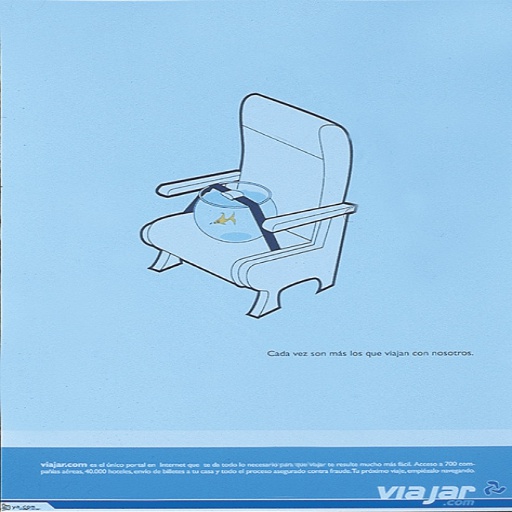 Cada vez son más los que viajan con nosotros.
viajar.com es el único portal en Internet que te da todo lo necesario para que viajar te resulte mucho más fácil. Acceso a 700 com-
pañías aéreas, 40.000 hoteles, envío de billetes a tu casa y todo el proceso asegurado contra fraude. Tu próximo viaje, empiézalo navegando.
viajar
.com